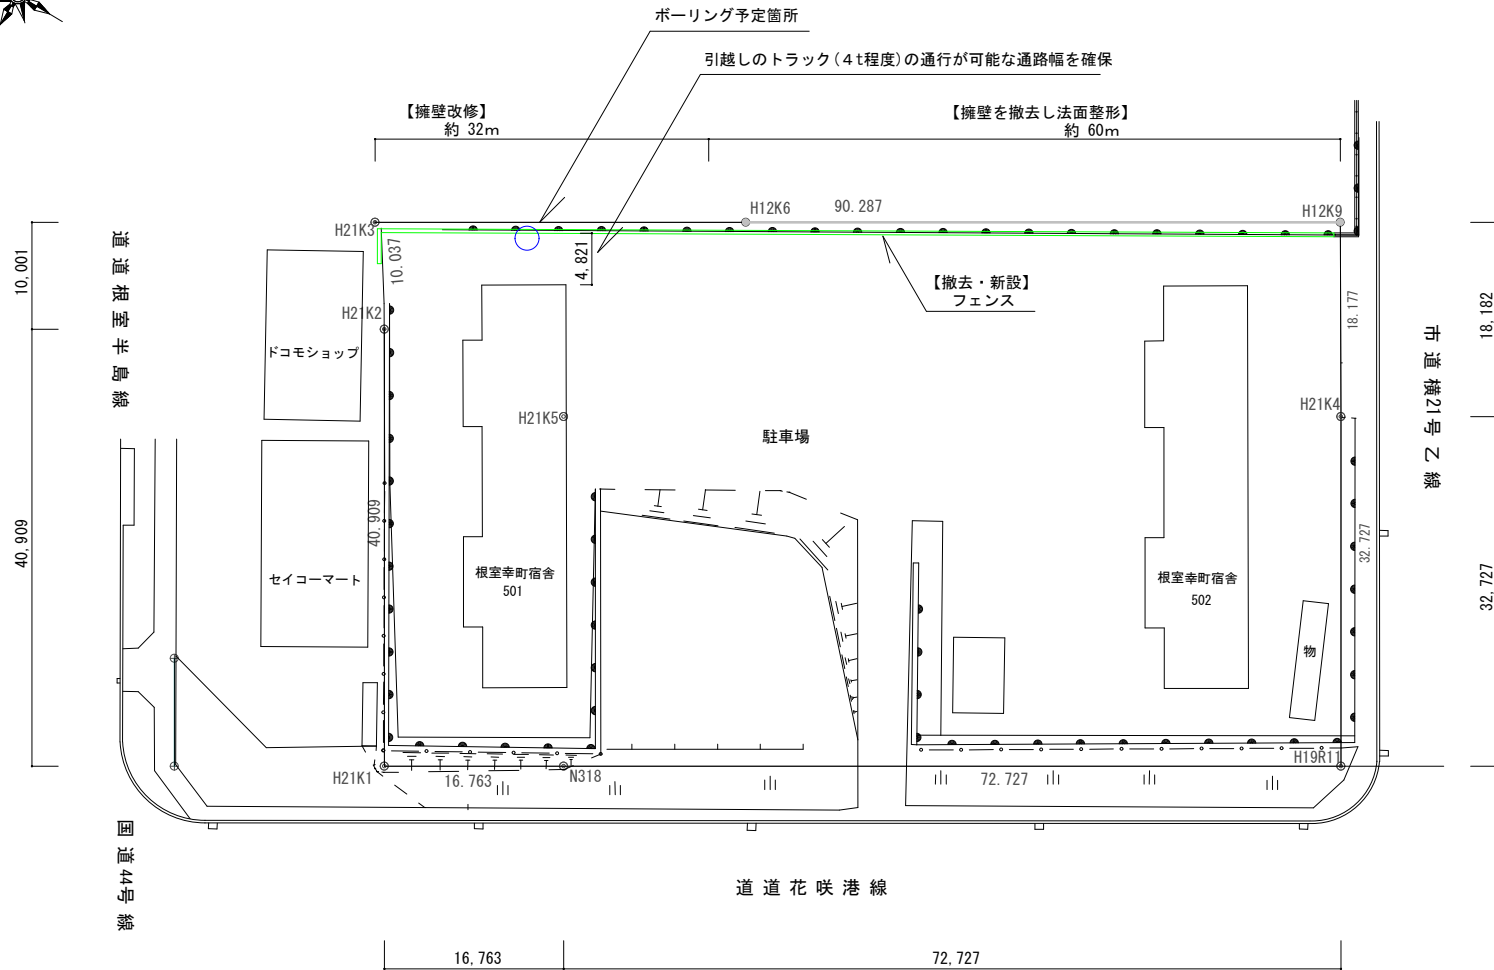 ボーリング予定箇所
引越しのトラック(4t程度)の通行が可能な通路幅を確保
【擁壁改修】
約 32m
【擁壁を撤去し法面整形】
約 60m
H12K6
90.287
H12K9
H21K3
10.037
4,821
10,001
道道根室半島線
【撤去・新設】
フェンス
18.177
18,182
H21K2
ドコモショップ
市道横21号乙線
H21K5
H21K4
駐車場
40.909
40,909
32.727
32,727
セイコーマート
根室幸町宿舎
501
根室幸町宿舎
502
物
H21K1
16.763
N318
72.727
H19R11
国道44号線
道道花咲港線
16,763
72,727